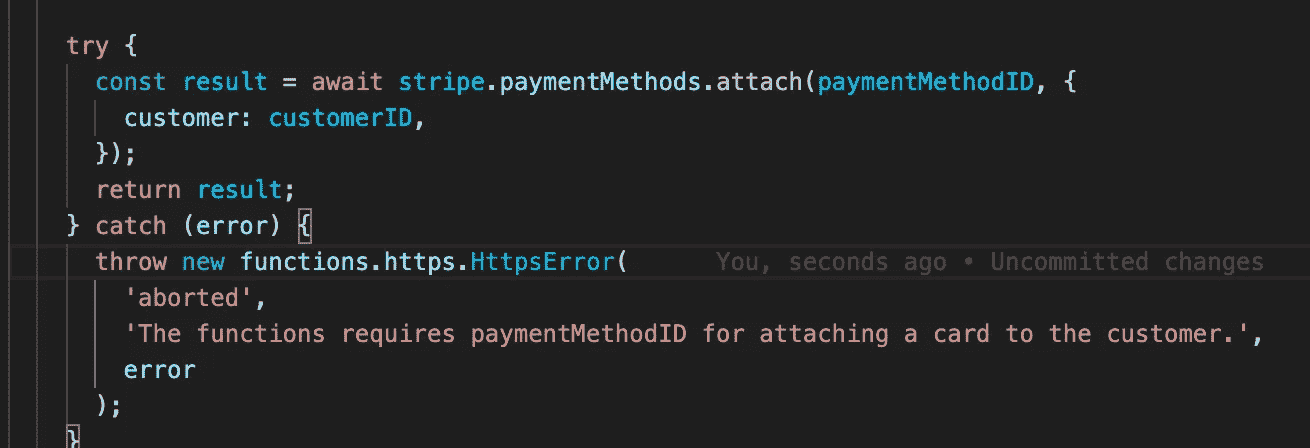 try {
const result = await stripe.paymentMethods.attach(paymentMethodID, {
customer: customerID,
});
return result;
} catch (error) {
throw new functions.https.HttpsError( You, seconds ago • Uncommitted changes
'aborted',
'The functions requires paymentMethodID for attaching a card to the customer.',
error
);
}